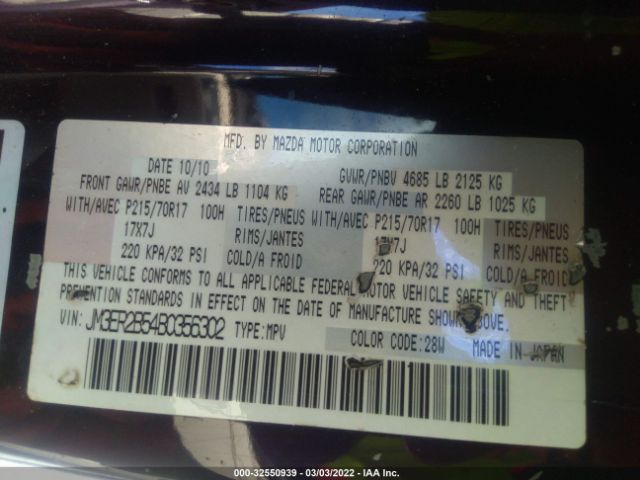 MFD. BY MAZDA MOTOR CORPORATION
DATE 10/10 GVWR/PNBV 4685 LB 2125 KG
FRONT GAWR/PNBE AV 2434 LB 1104 KG REAR GAWR/PNBE AR 2260 LB 1025 KG
WITH/AVEC P215/70R17 100H TIRES/PNEUS WITH/AVEC P215/70R17 100H TIRES/PNEUS
17X7J RIMS/JANTES 17X7J RIMS/JANTES
220 KPA/32 PSI COLD/A FROID 220 KPA/32 PSI COLD/A FROID
THIS VEHICLE CONFORMS TO ALL APPLICABLE FEDERAL MOTOR VEHICLE SAFETY AND THEFT
PREVENTION STANDARDS IN EFFECT ON THE DATE OF MANUFACTURE SHOWN ABOVE.
VIN: JM3ER2B54B0356302 TYPE:MPV
COLOR CODE:28W MADE IN JAPAN
000-32550939 - 03/03/2022 - IAA Inc.